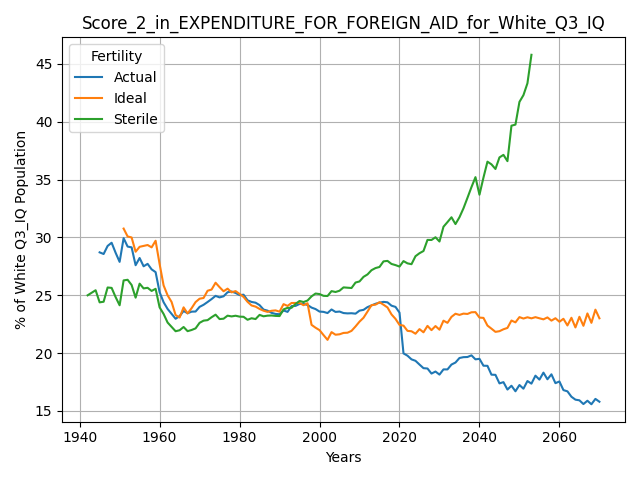 Score_2_in_EXPENDITURE_FOR_FOREIGN_AID_for_White_Q3_IQ
Fertility
Actual
Ideal
Sterile
% of White Q3_IQ Population
45
40
35
30
25
20
15
1940 1960 1980 2000 2020 2040 2060
Years